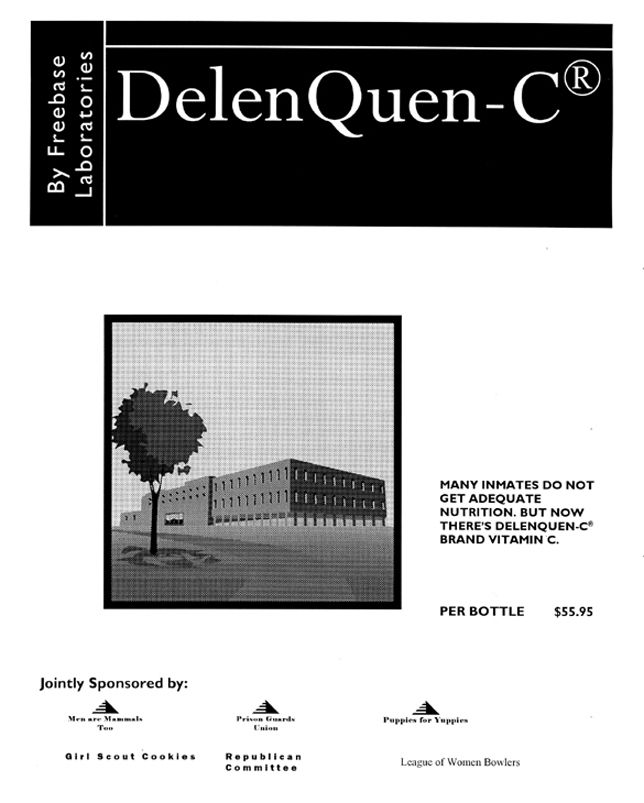 By Freebase
Laboratories
DelenQuen-C®
MANY INMATES DO NOT
GET ADEQUATE
NUTRITION. BUT NOW
THERE'S DELENQUEN-C®
BRAND VITAMIN C.
PER BOTTLE $55.95
Jointly Sponsored by:
Men are Mammals
Too
Prison Guards
Union
Puppies for Yuppies
Girl Scout Cookies
Republican
Committee
League of Women Bowlers